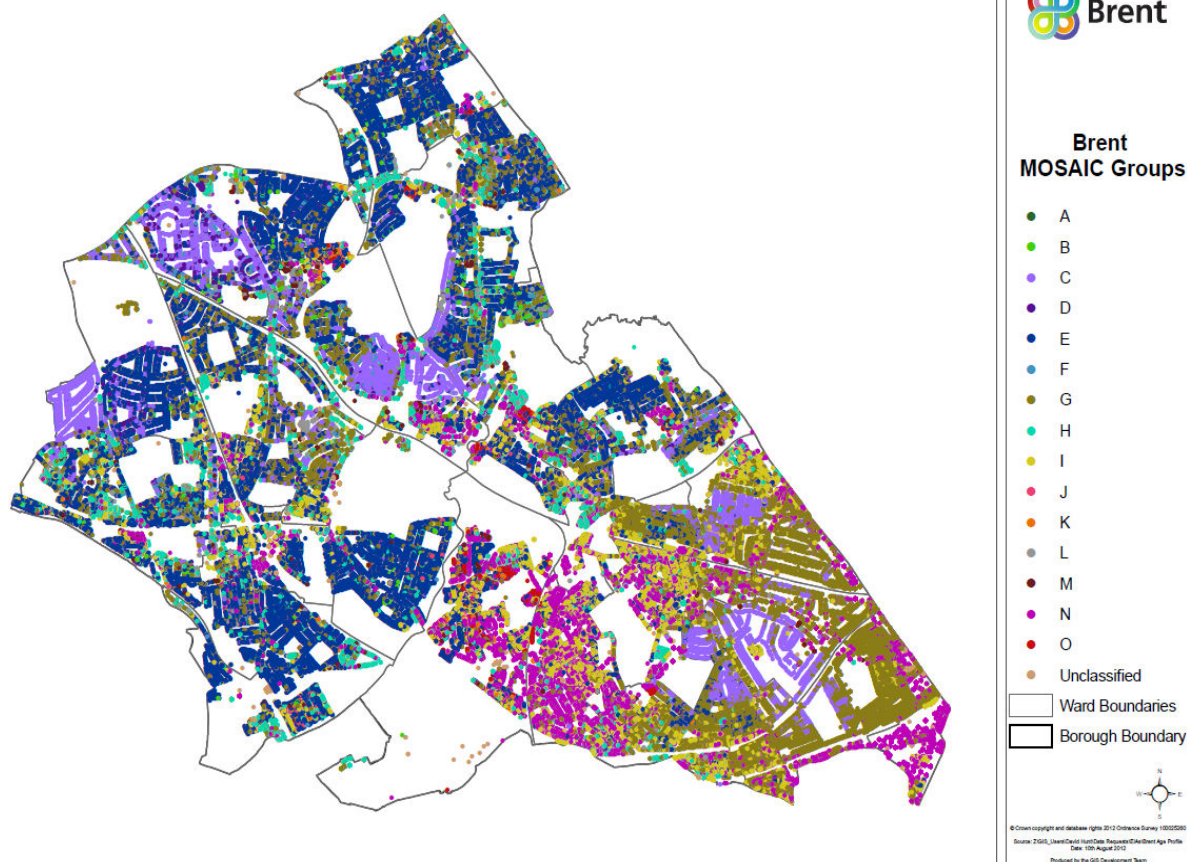 Brent
Brent
MOSAIC Groups
A
B
C
D
E
F
G
H
I
J
K
L
M
N
O
Unclassified
Ward Boundaries
Borough Boundary
N
W
E
S
© Crown copyright and database rights 2012 Ordnance Survey 100025260
Date: 10th August 2012
Produced by the GIS Development Team